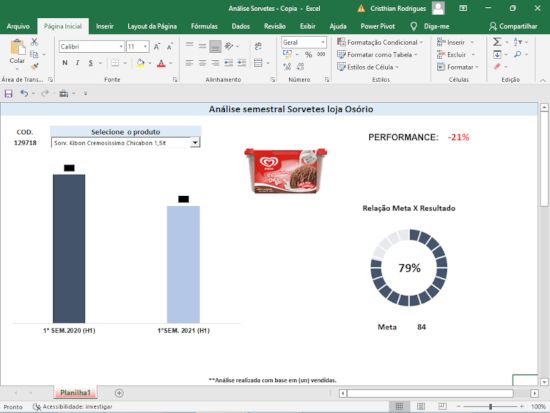 Análise Sorvetes - Copia - Excel
Cristhian Rodrigues
Arquivo Página Inicial Inserir Layout da Página Fórmulas Dados Revisão Exibir Ajuda Power Pivot Diga-me Compartilhar
Colar
Calibri 11
N I S
Geral
% 000
Formatação Condicional
Formatar como Tabela
Estilos de Célula
Inserir
Excluir
Formatar
Área de Trans... Fonte Alinhamento Número Estilos Células Edição
Análise semestral Sorvetes loja Osório
COD. Selecione o produto
129718 Sorv. Kibon Cremosissimo Chicabon 1,5lt
PERFORMANCE: -21%
Relação Meta X Resultado
79%
Meta 84
1° SEM.2020 (H1) 1°SEM. 2021 (H1)
**Análise realizada com base em (un) vendidas.
Planilha1
Pronto Acessibilidade: investigar 100%